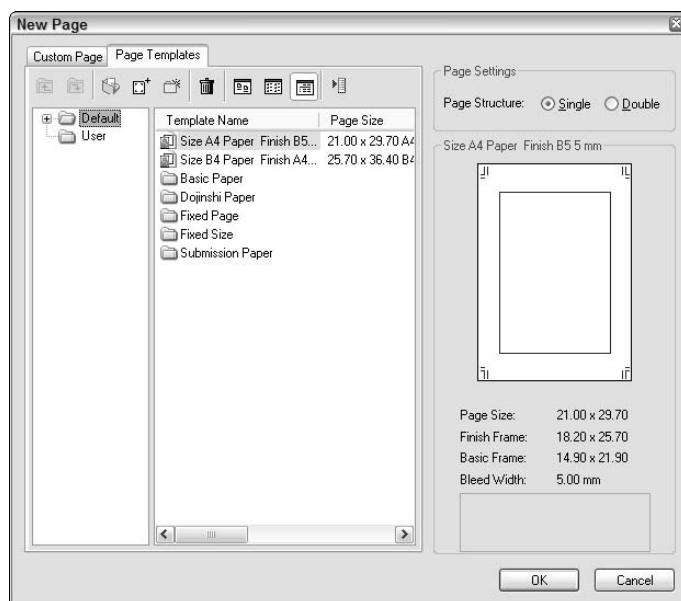 New Page
Custom Page
Page Templates
Default
User
Template Name
Page Size
Size A4 Paper Finish B5...
21.00 x 29.70 A4
Size B4 Paper Finish A4...
25.70 x 36.40 B4
Basic Paper
Dojinshi Paper
Fixed Page
Fixed Size
Submission Paper
Page Settings
Page Structure:
Single
Double
Size A4 Paper Finish B5 5 mm
Page Size: 21.00 x 29.70
Finish Frame: 18.20 x 25.70
Basic Frame: 14.90 x 21.90
Bleed Width: 5.00 mm
OK
Cancel